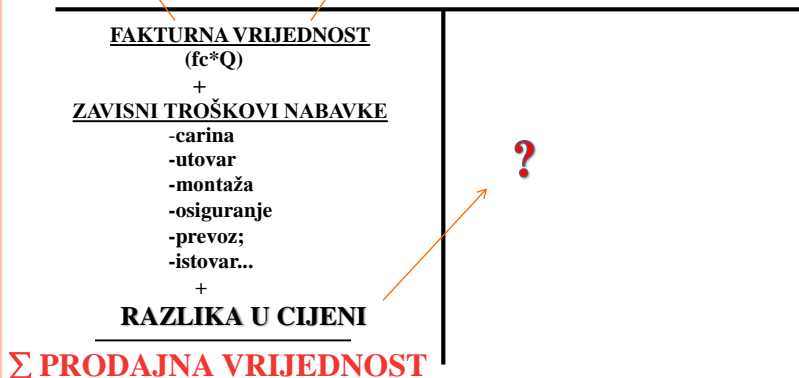 FAKTURNA VRIJEDNOST
(fc*Q)
+
ZAVISNI TROŠKOVI NABAVKE
-carina
-utovar
-montaža
-osiguranje
-prevoz;
-istovar...
+
RAZLIKA U CIJENI
?
∑ PRODAJNA VRIJEDNOST